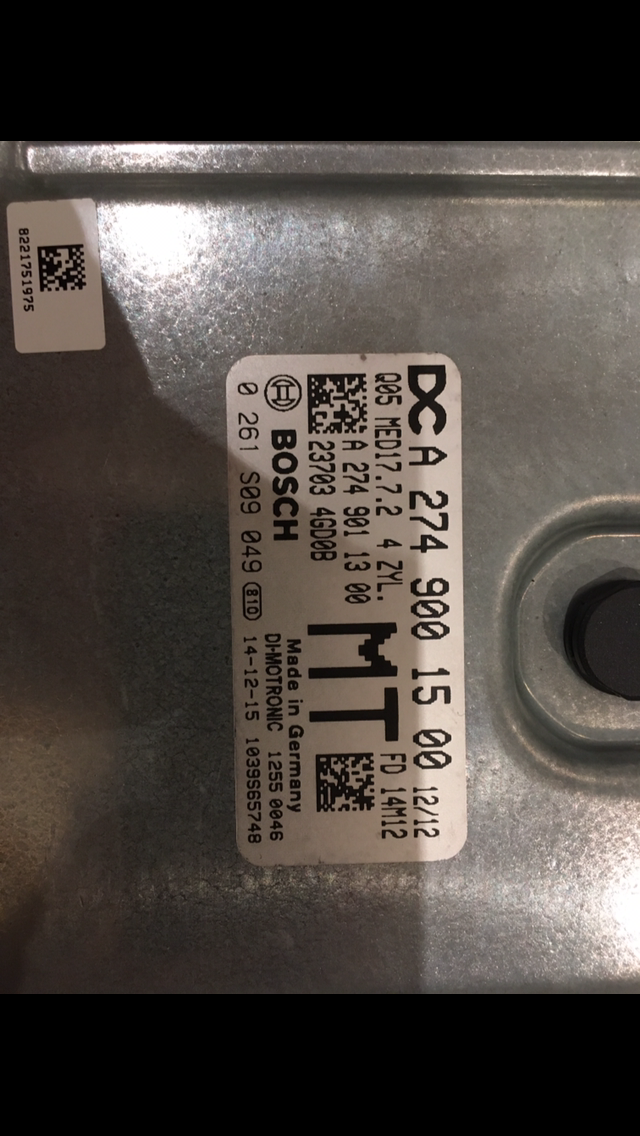 DC A 274 900 15 00 12/12
Q05 MED17.7.2 4 ZYL. FD 14M12
A 274 901 13 00 MT
23703 4GD0B
BOSCH Made in Germany
DI-MOTRONIC 1255 0046
0 261 S09 049 81D 14-12-15 1039S65748
8221751975